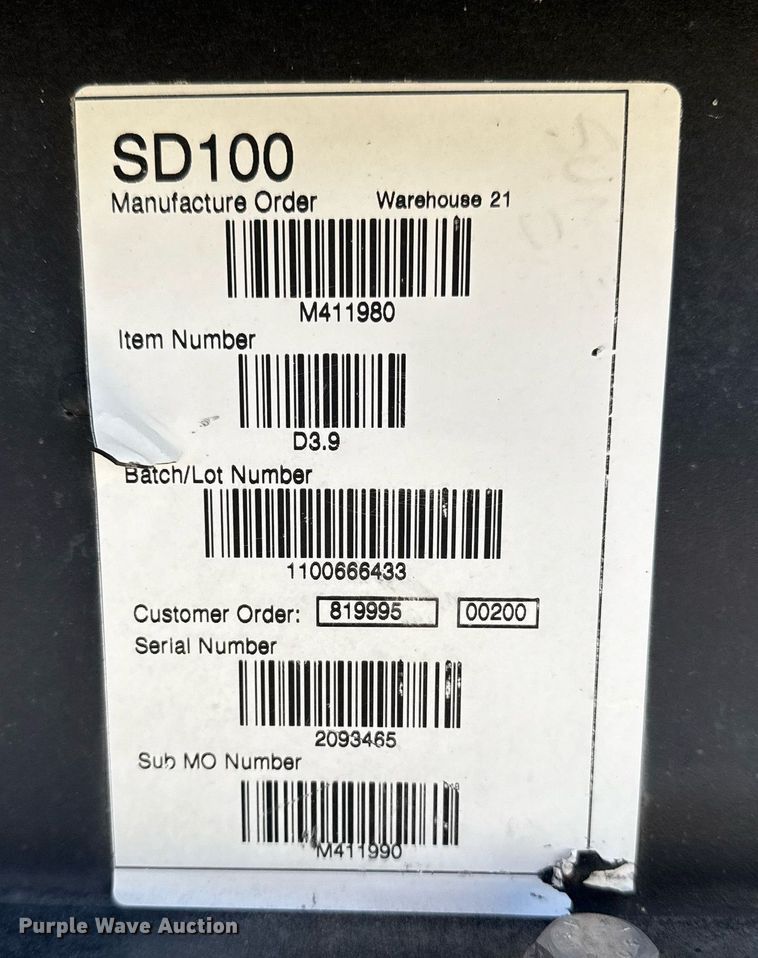 SD100
Manufacture Order Warehouse 21
M411980
Item Number
D3.9
Batch/Lot Number
1100666433
Customer Order: 819995 00200
Serial Number
2093465
Sub MO Number
M411990
Purple Wave Auction